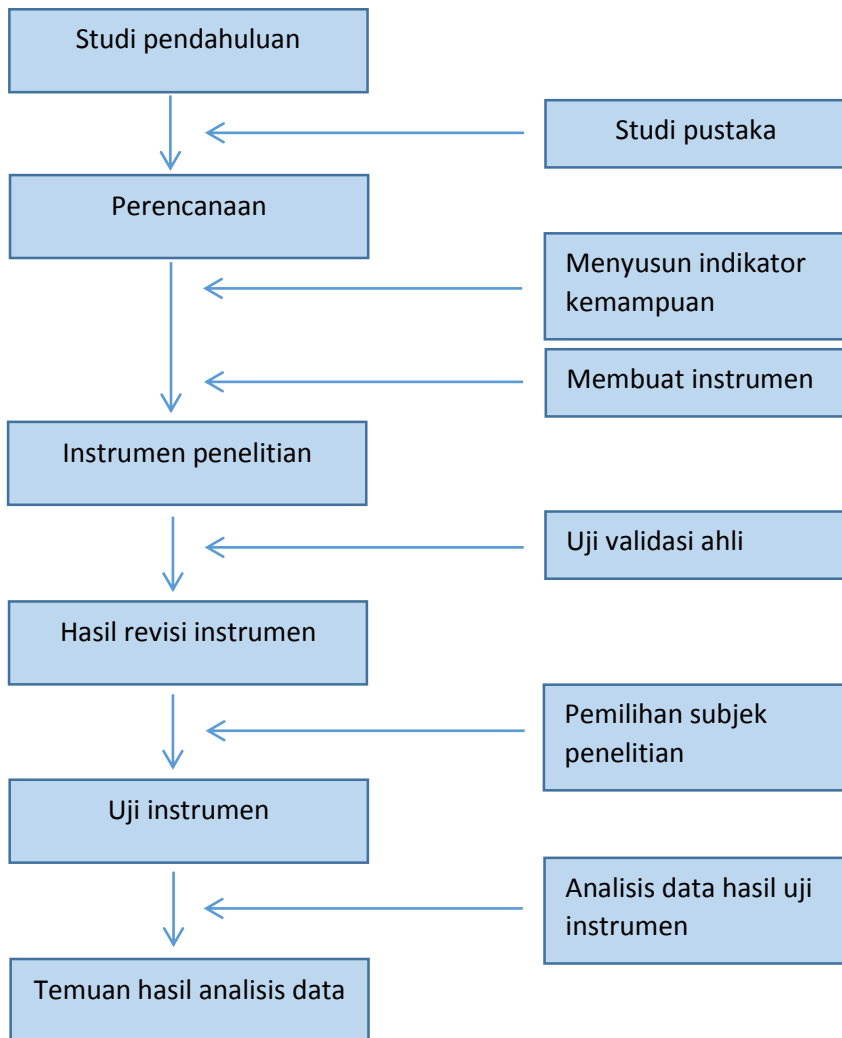 Studi pendahuluan
Studi pustaka
Perencanaan
Menyusun indikator
kemampuan
Membuat instrumen
Instrumen penelitian
Uji validasi ahli
Hasil revisi instrumen
Pemilihan subjek
penelitian
Uji instrumen
Analisis data hasil uji
instrumen
Temuan hasil analisis data